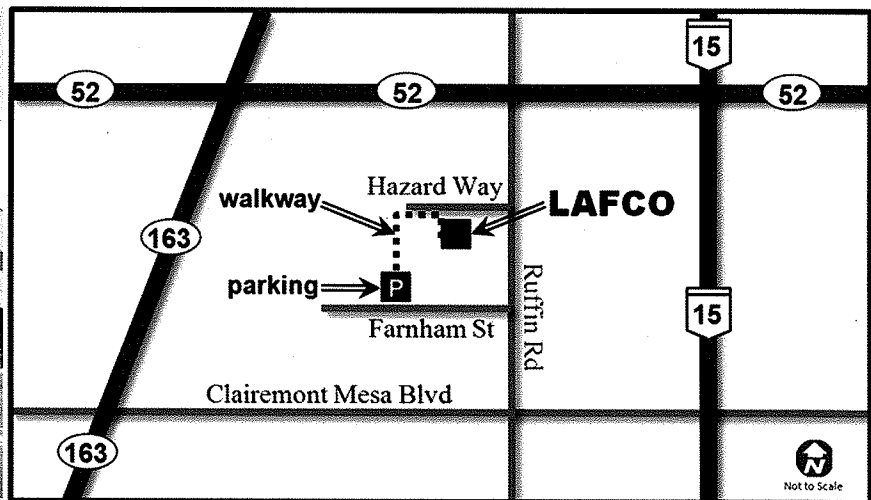 15
52
52
52
Hazard Way
walkway
LAFCO
163
parking
P
Ruffin Rd
15
Farnham St
Clairemont Mesa Blvd
163
N
Not to Scale